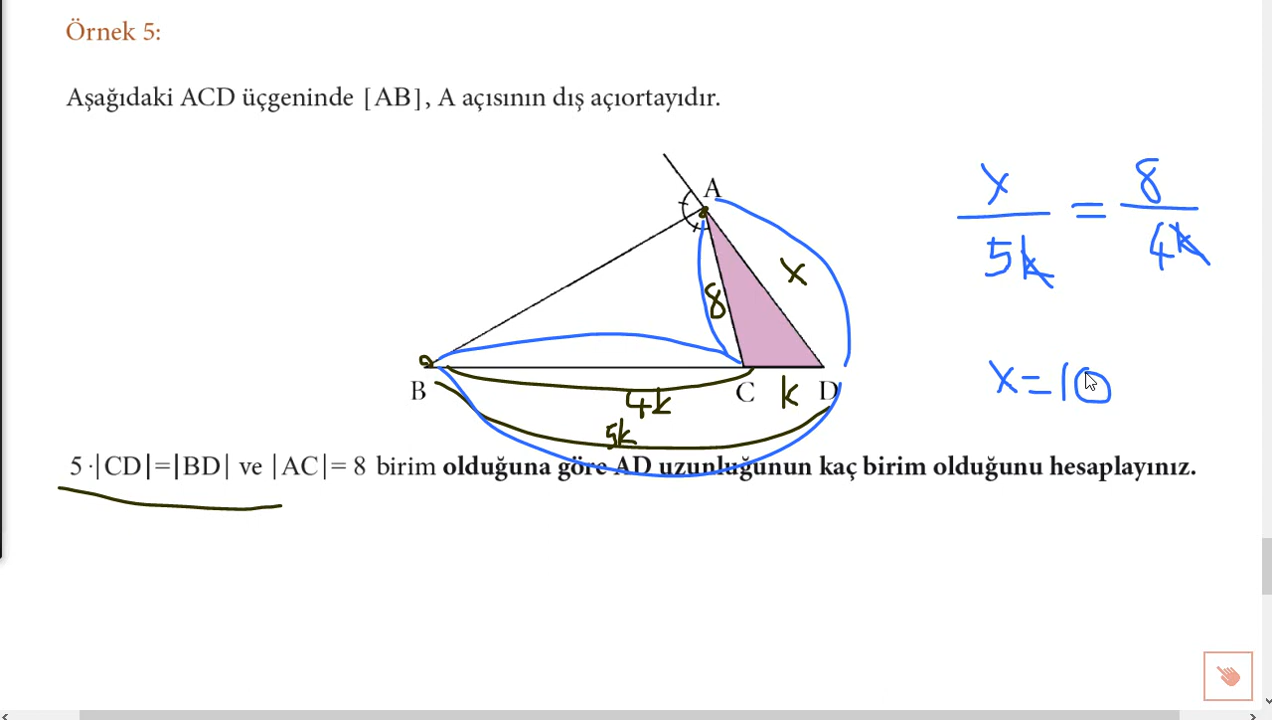 Örnek 5:
Aşağıdaki ACD üçgeninde [AB], A açısının dış açıortayıdır.
A
x
8
B
4k
C
k
D
5k
x/5k = 8/4k
x=10
5·|CD|=|BD| ve |AC|= 8 birim olduğuna göre AD uzunluğunun kaç birim olduğunu hesaplayınız.